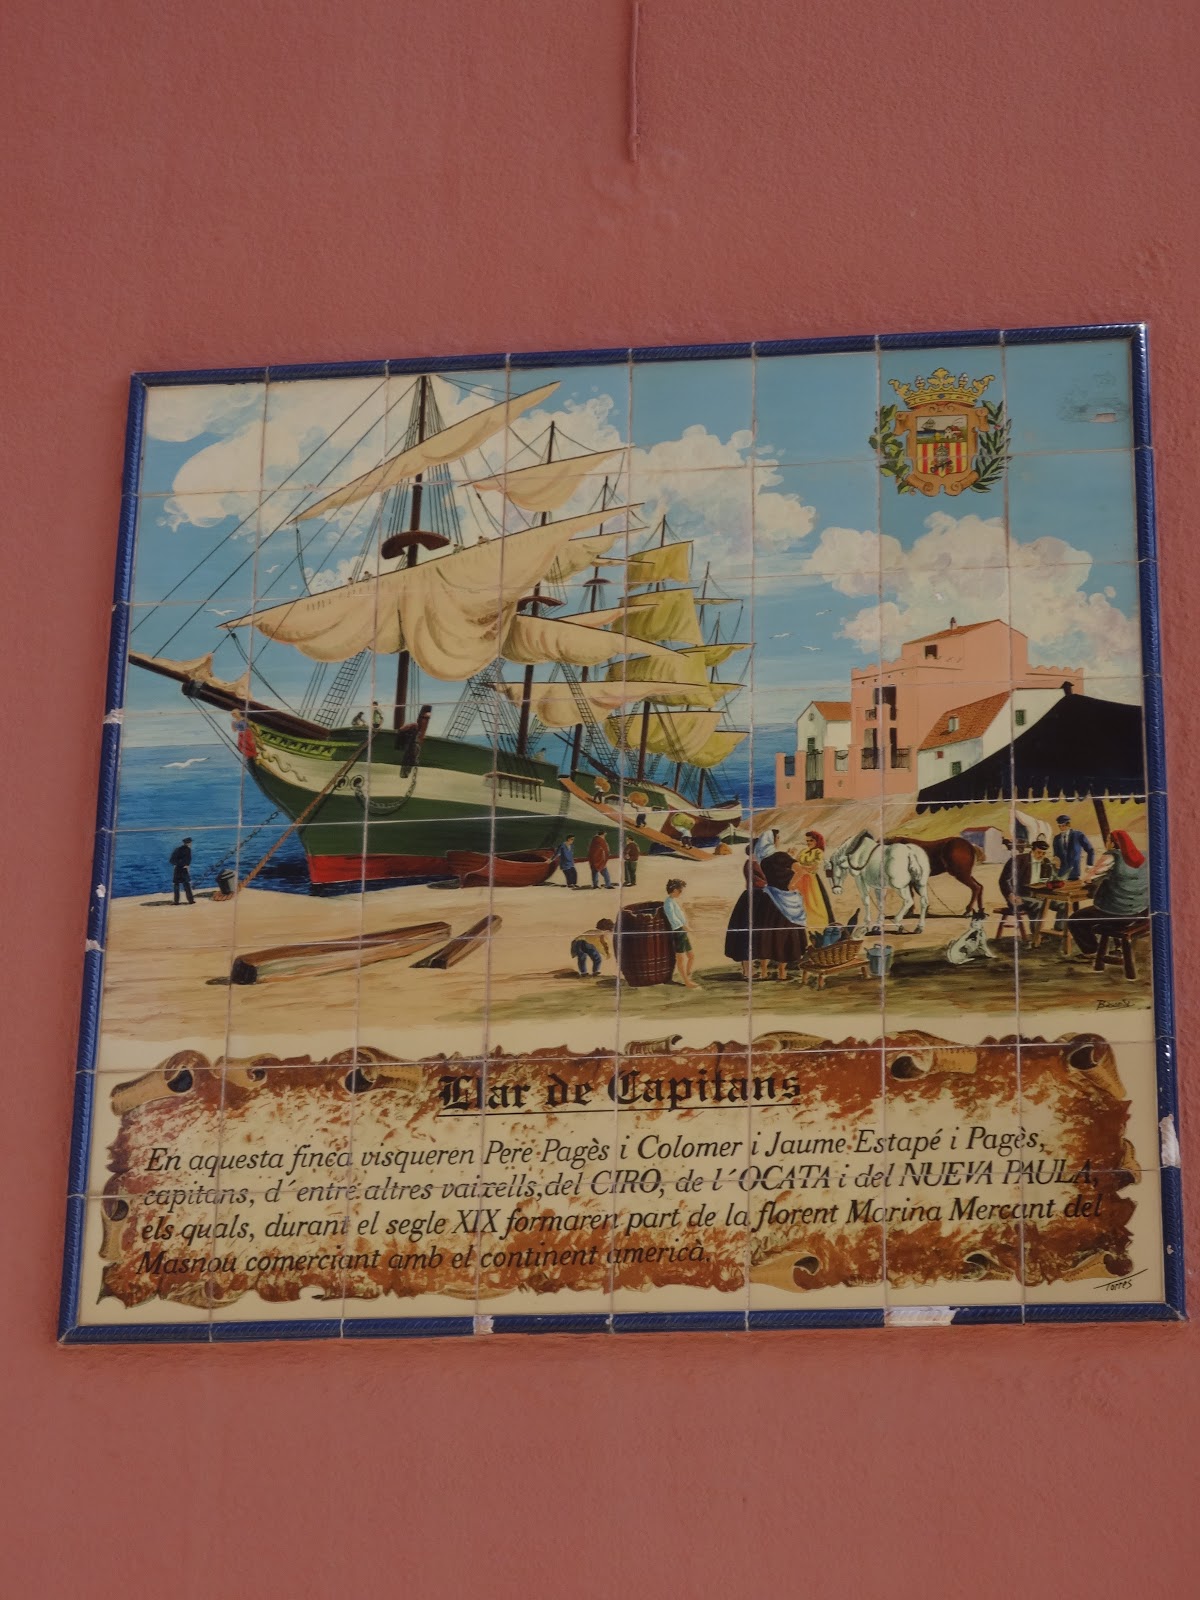 Llar de Capitans
En aquesta finca visqueren Pere Pagès i Colomer i Jaume Estapé i Pagès,
capitans, d´entre altres vaixells, del CIRO, de l´OCATA i del NUEVA PAULA,
els quals, durant el segle XIX formaren part de la florent Marina Mercant del
Masnou comerciant amb el continent americà.
Torres